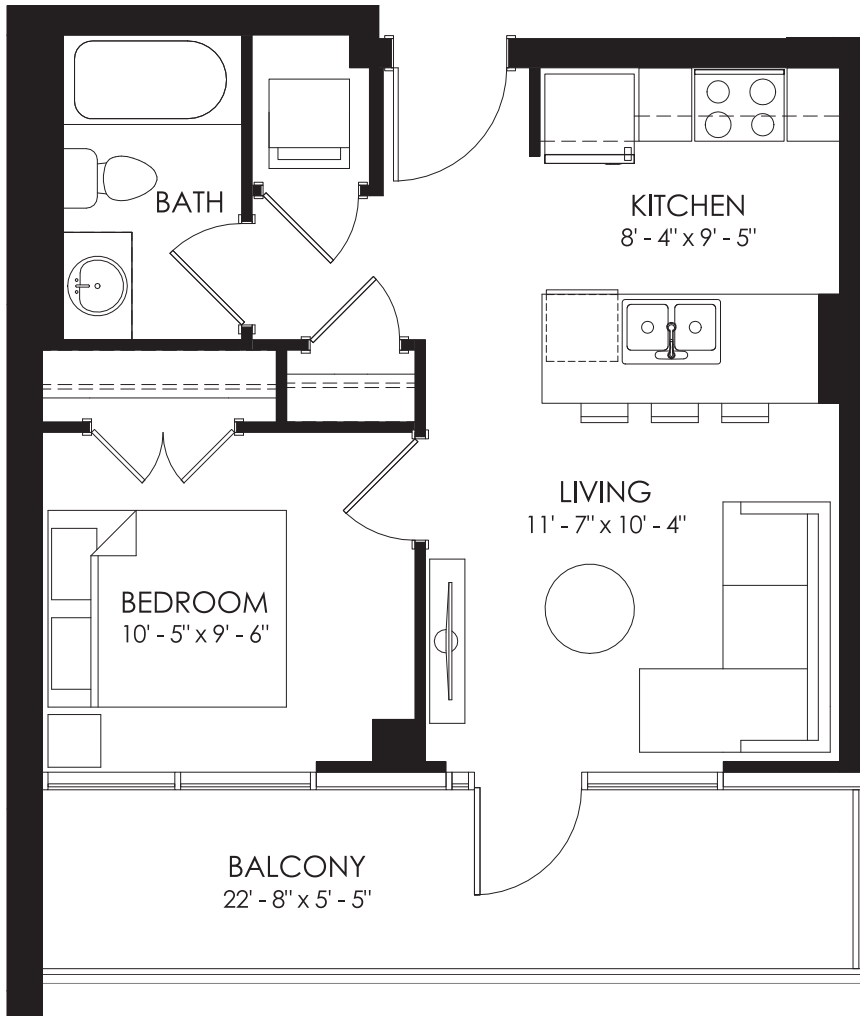 BATH
KITCHEN
8' - 4" x 9' - 5"
LIVING
11' - 7" x 10' - 4"
BEDROOM
10' - 5" x 9' - 6"
BALCONY
22' - 8" x 5' - 5"